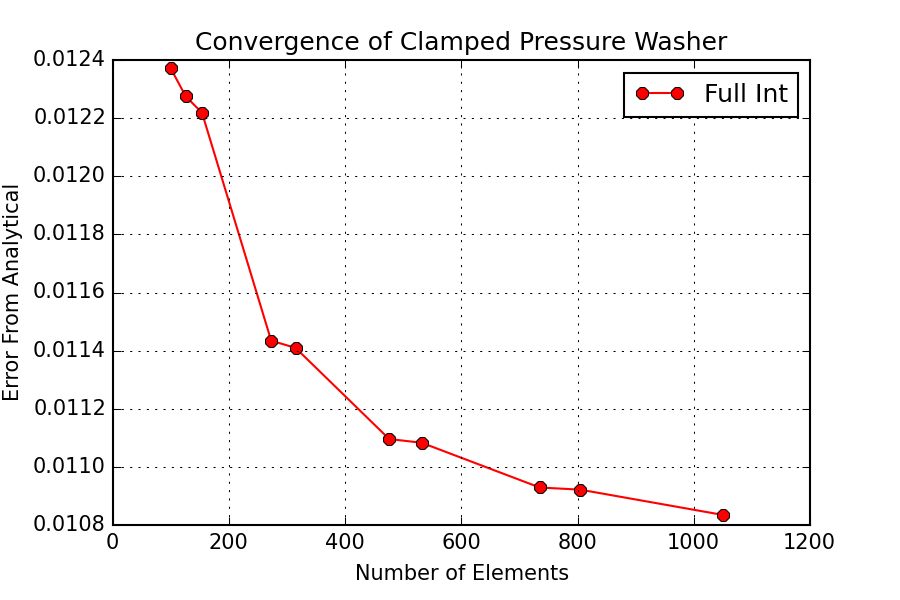 Convergence of Clamped Pressure Washer
0.0124
0.0122
0.0120
0.0118
0.0116
0.0114
0.0112
0.0110
0.0108
Error From Analytical
Full Int
0 200 400 600 800 1000 1200
Number of Elements